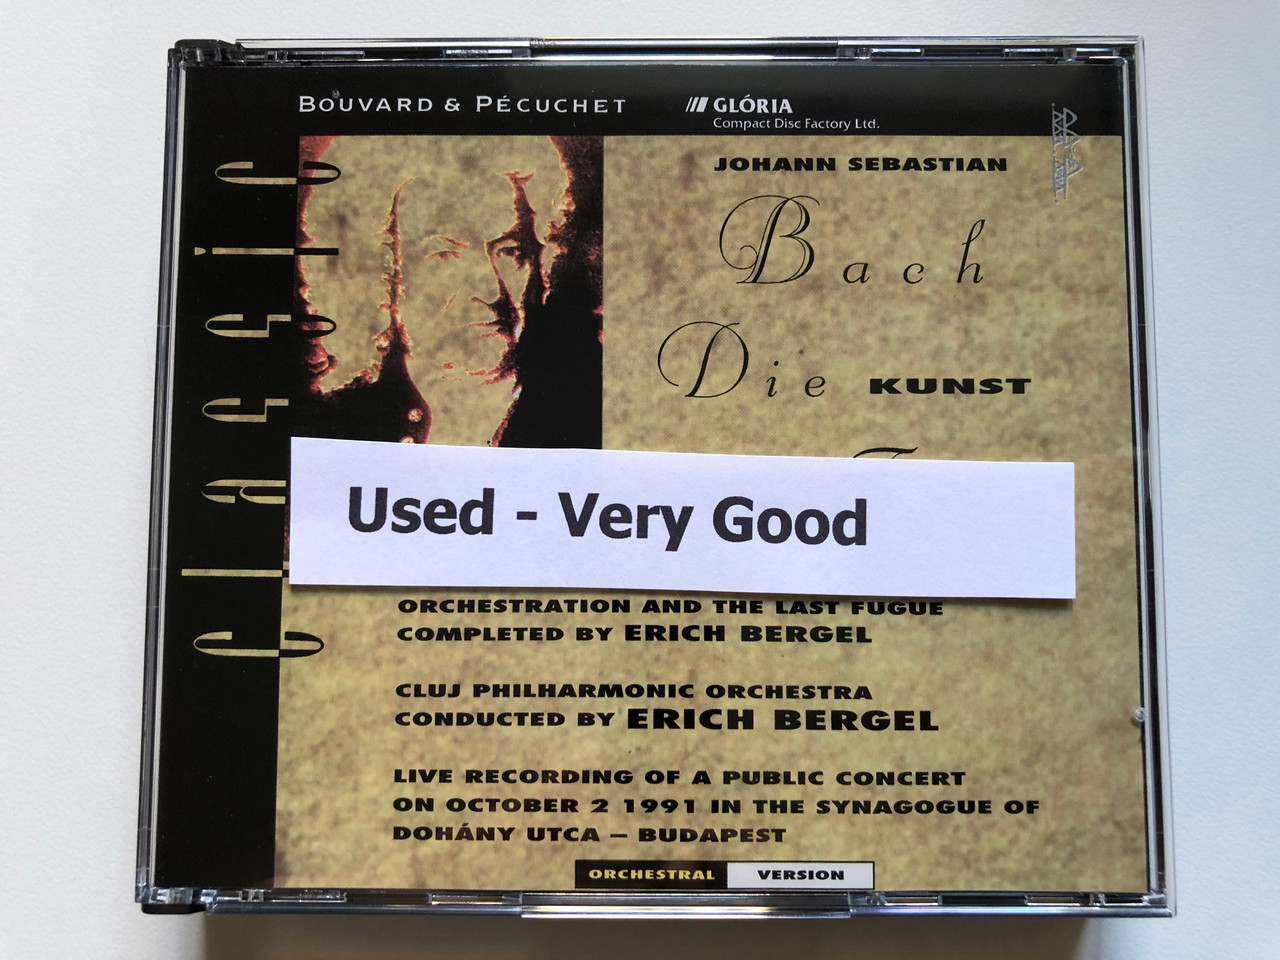 BOUVARD & PÉCUCHET
GLÓRIA
Compact Disc Factory Ltd.
classic
JOHANN SEBASTIAN
Bach
Die KUNST
Used - Very Good
ORCHESTRATION AND THE LAST FUGUE
COMPLETED BY ERICH BERGEL
CLUJ PHILHARMONIC ORCHESTRA
CONDUCTED BY ERICH BERGEL
LIVE RECORDING OF A PUBLIC CONCERT
ON OCTOBER 2 1991 IN THE SYNAGOGUE OF
DOHÁNY UTCA – BUDAPEST
ORCHESTRAL VERSION